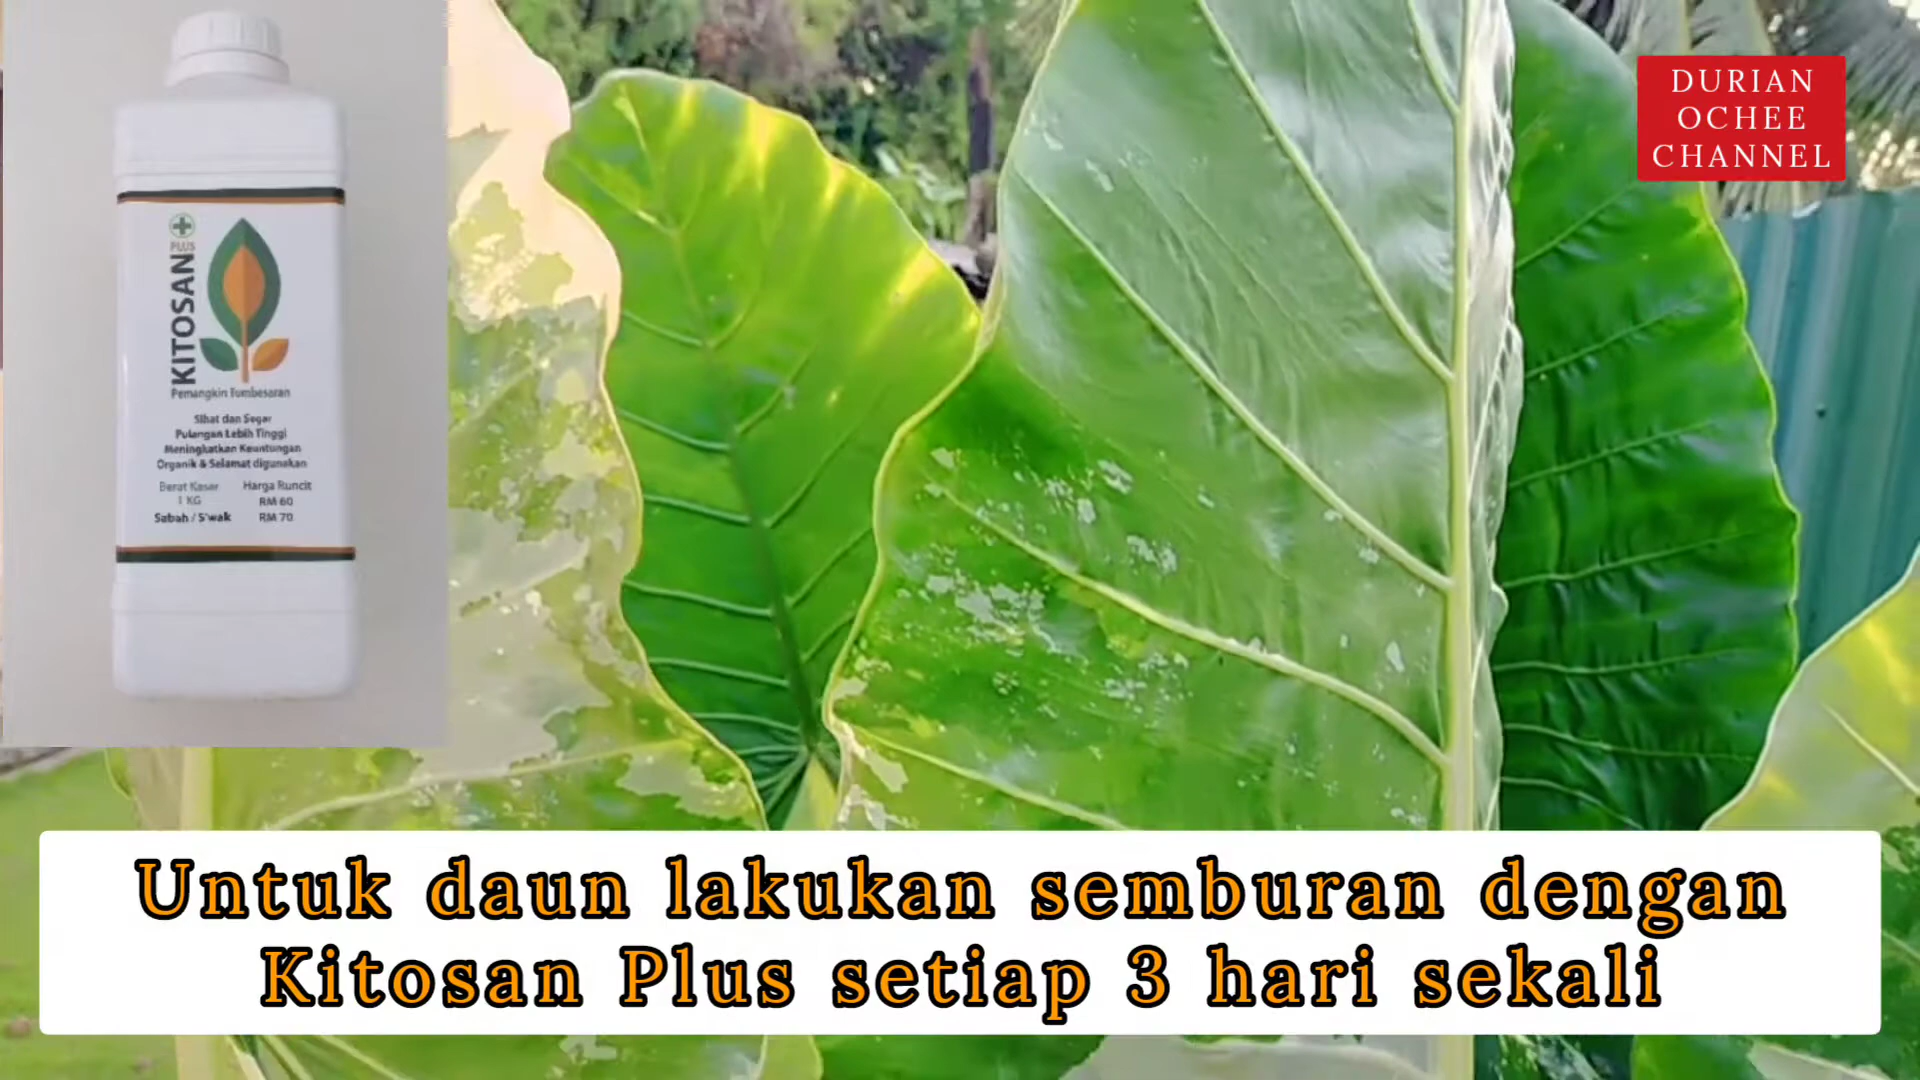 DURIAN
OCHEE
CHANNEL
PLUS
KITOSAN
Pemangkin Tumbesaran
Sihat dan Segar
Pulangan Lebih Tinggi
Meningkatkan Keuntungan
Organik & Selamat digunakan
Berat Kasar Harga Runcit
1 KG RM 60
Sabah / S'wak RM 70
Untuk daun lakukan semburan dengan
Kitosan Plus setiap 3 hari sekali